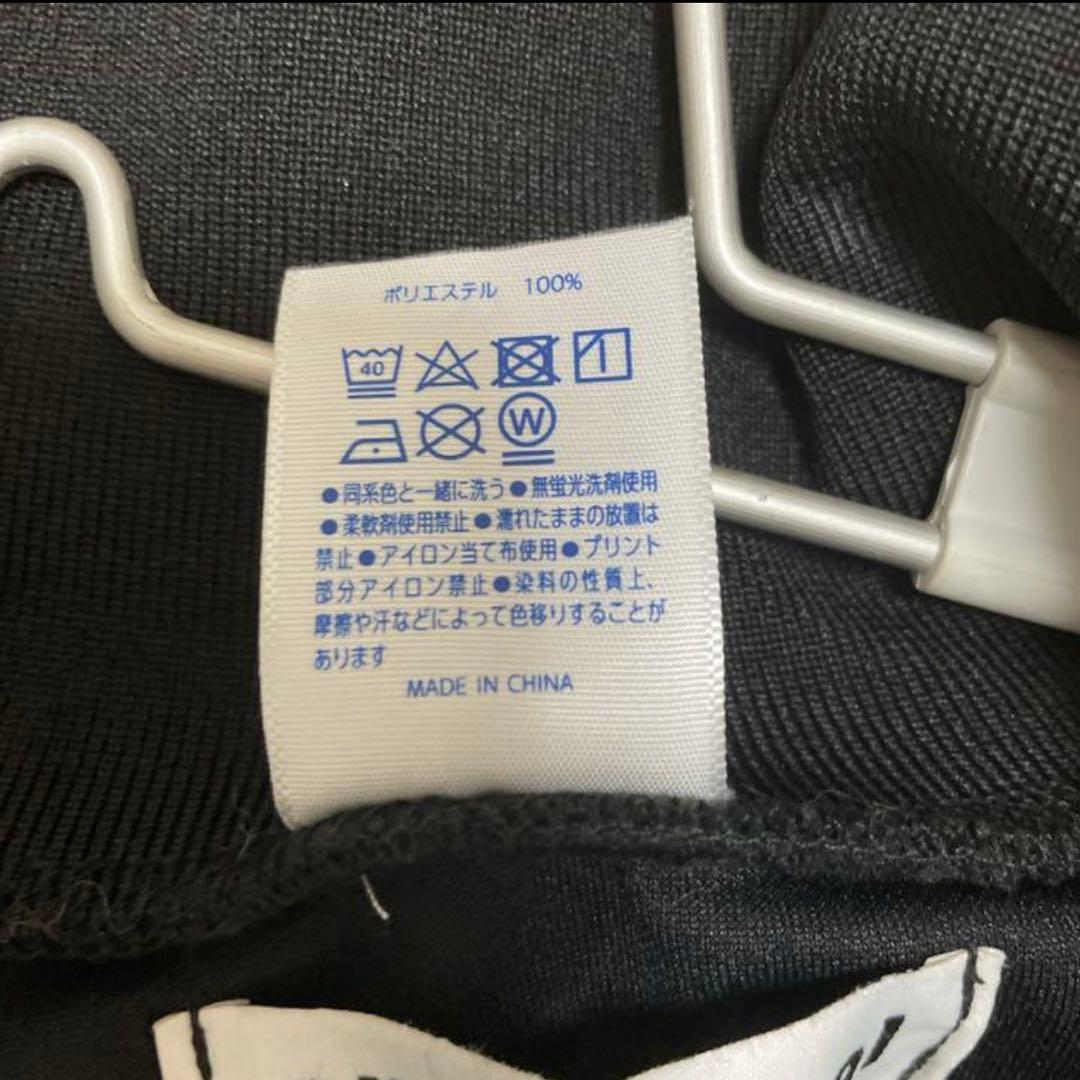 ポリエステル 100%
40
W
●同系色と一緒に洗う●無蛍光洗剤使用
●柔軟剤使用禁止●濡れたままの放置は
禁止●アイロン当て布使用●プリント
部分アイロン禁止●染料の性質上、
摩擦や汗などによって色移りすることが
あります
MADE IN CHINA